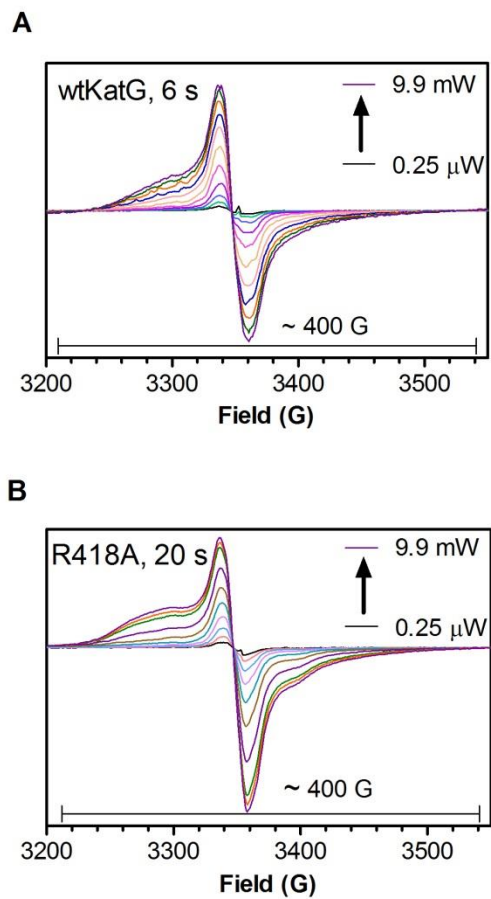 A
wtKatG, 6 s
9.9 mW
0.25 μW
~ 400 G
3200 3300 3400 3500
Field (G)
B
R418A, 20 s
9.9 mW
0.25 μW
~ 400 G
3200 3300 3400 3500
Field (G)